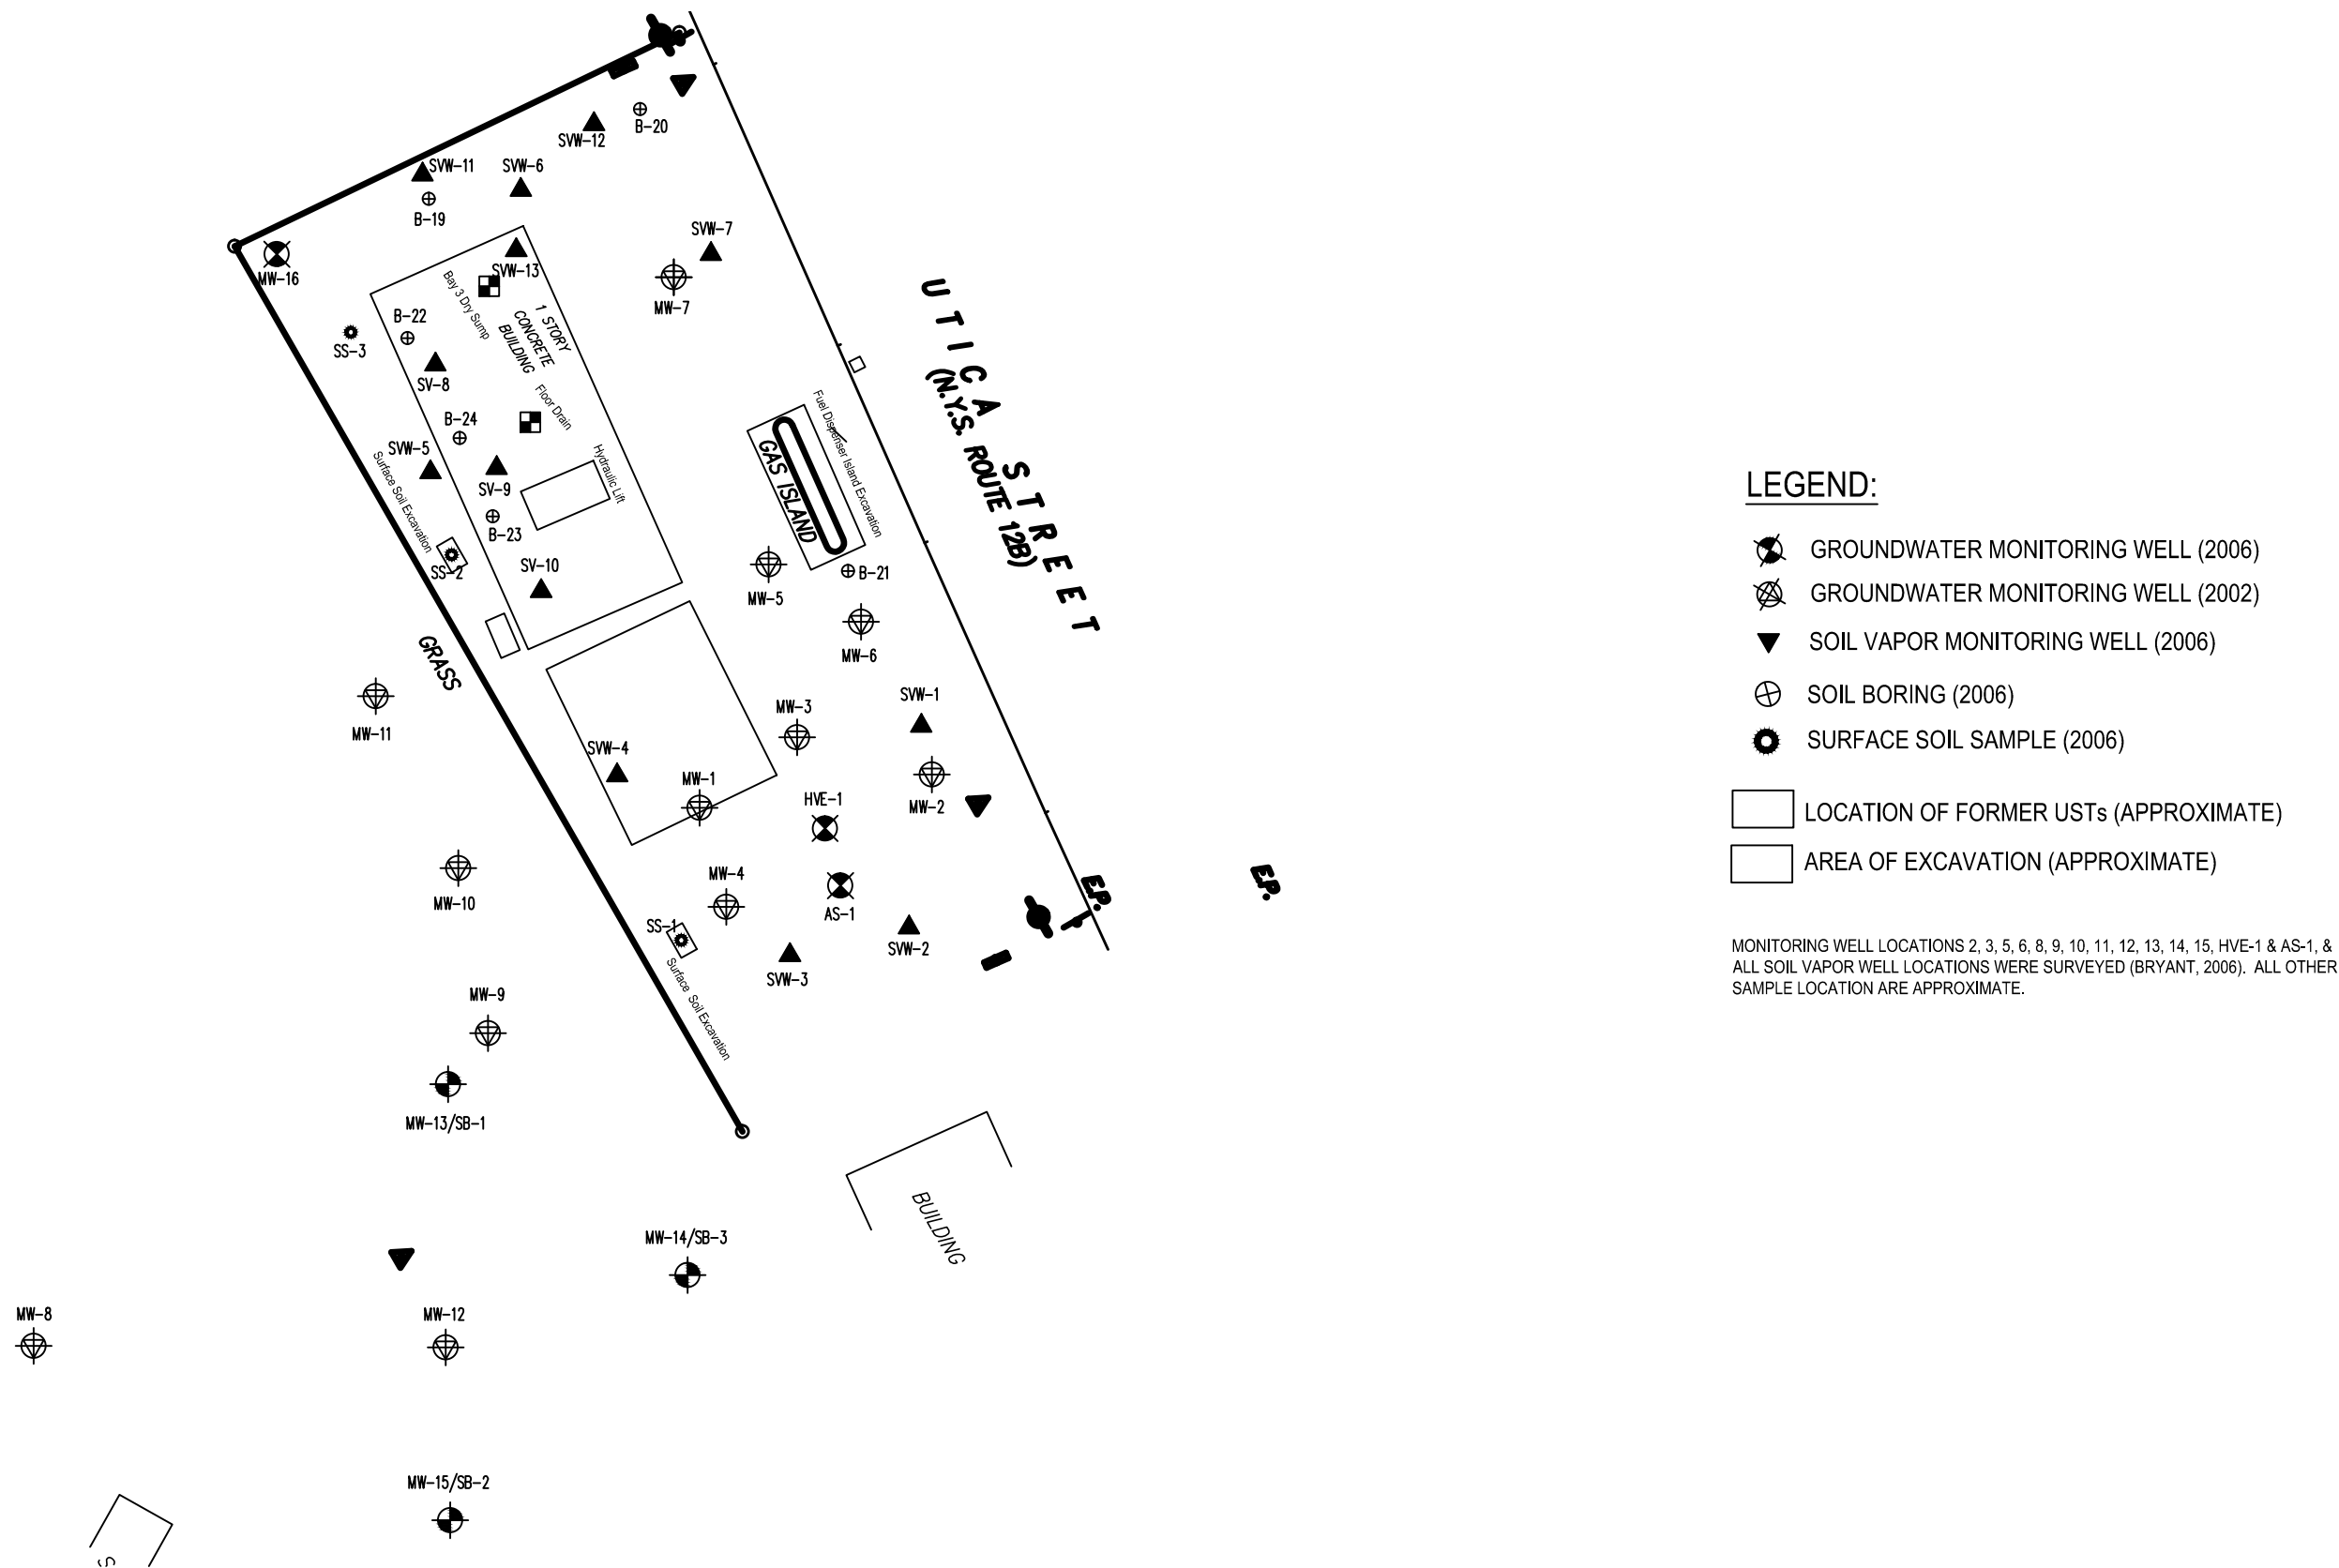 B-20
SVW-12
SVW-11
SVW-6
B-19
SVW-7
SVW-13
MW-16
MW-7
Bay 3 Dry Sump
1 STORY
CONCRETE
BUILDING
B-22
SS-3
SV-8
Floor Drain
B-24
SVW-5
Surface Soil Excavation
SV-9
Hydraulic Lift
B-23
SS-2
SV-10
GAS ISLAND
Fuel Dispenser Island Excavation
UTICA STREET
(N.Y.S. ROUTE 12B)
B-21
MW-5
MW-6
GRASS
MW-11
SVW-1
MW-3
SVW-4
MW-1
HVE-1
MW-2
MW-4
MW-10
AS-1
E.P.
E.P.
SS-1
SVW-2
SVW-3
Surface Soil Excavation
MW-9
MW-13/SB-1
BUILDING
MW-14/SB-3
MW-8
MW-12
MW-15/SB-2
S
LEGEND:
GROUNDWATER MONITORING WELL (2006)
GROUNDWATER MONITORING WELL (2002)
SOIL VAPOR MONITORING WELL (2006)
SOIL BORING (2006)
SURFACE SOIL SAMPLE (2006)
LOCATION OF FORMER USTs (APPROXIMATE)
AREA OF EXCAVATION (APPROXIMATE)
MONITORING WELL LOCATIONS 2, 3, 5, 6, 8, 9, 10, 11, 12, 13, 14, 15, HVE-1 & AS-1, &
ALL SOIL VAPOR WELL LOCATIONS WERE SURVEYED (BRYANT, 2006).  ALL OTHER
SAMPLE LOCATION ARE APPROXIMATE.